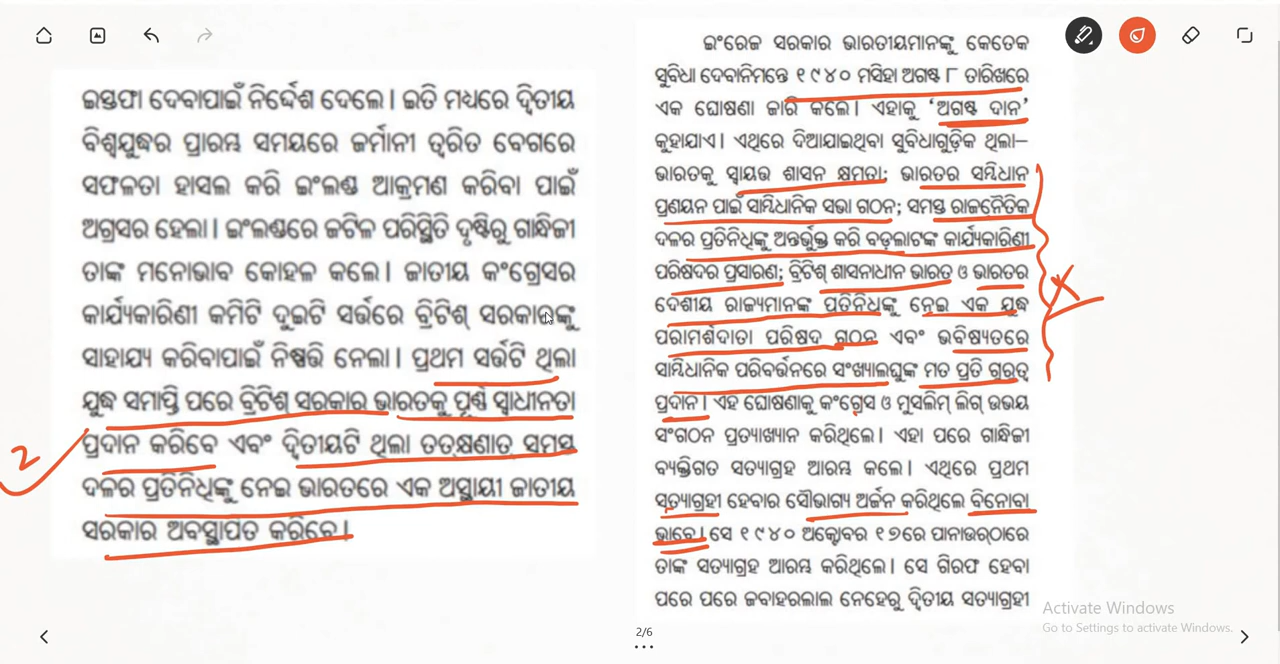 ଇସ୍ତଫା ଦେବାପାଇଁ ନିର୍ଦ୍ଦେଶ ଦେଲେ। ଇତି ମଧ୍ୟରେ ଦ୍ୱିତୀୟ
ବିଶ୍ୱଯୁଦ୍ଧର ପ୍ରାରମ୍ଭ ସମୟରେ ଜର୍ମାନୀ ତ୍ୱରିତ ବେଗରେ
ସଫଳତା ହାସଲ କରି ଇଂଲଣ୍ଡ ଆକ୍ରମଣ କରିବା ପାଇଁ
ଅଗ୍ରସର ହେଲା। ଇଂଲଣ୍ଡରେ ଜଟିଳ ପରିସ୍ଥିତି ଦୃଷ୍ଟିରୁ ଗାନ୍ଧିଜୀ
ତାଙ୍କ ମନୋଭାବ କୋହଳ କଲେ। ଜାତୀୟ କଂଗ୍ରେସର
କାର୍ଯ୍ୟକାରିଣୀ କମିଟି ଦୁଇଟି ସର୍ତ୍ତରେ ବ୍ରିଟିଶ୍ ସରକାରଙ୍କୁ
ସାହାଯ୍ୟ କରିବାପାଇଁ ନିଷ୍ପତ୍ତି ନେଲା। ପ୍ରଥମ ସର୍ତ୍ତଟି ଥିଲା
ଯୁଦ୍ଧ ସମାପ୍ତି ପରେ ବ୍ରିଟିଶ୍ ସରକାର ଭାରତକୁ ପୂର୍ଣ୍ଣ ସ୍ୱାଧୀନତା
ପ୍ରଦାନ କରିବେ ଏବଂ ଦ୍ୱିତୀୟଟି ଥିଲା ତତ୍‌କ୍ଷଣାତ୍ ସମସ୍ତ
2
ଦଳର ପ୍ରତିନିଧିଙ୍କୁ ନେଇ ଭାରତରେ ଏକ ଅସ୍ଥାୟୀ ଜାତୀୟ
ସରକାର ଅବସ୍ଥାପିତ କରିବେ।
ଇଂରେଜ ସରକାର ଭାରତୀୟମାନଙ୍କୁ କେତେକ
ସୁବିଧା ଦେବାନିମନ୍ତେ ୧୯୪୦ ମସିହା ଅଗଷ୍ଟ ୮ ତାରିଖରେ
ଏକ ଘୋଷଣା ଜାରି କଲେ। ଏହାକୁ ‘ଅଗଷ୍ଟ ଦାନ’
କୁହାଯାଏ। ଏଥିରେ ଦିଆଯାଇଥିବା ସୁବିଧାଗୁଡ଼ିକ ଥିଲା–
ଭାରତକୁ ସ୍ୱାୟତ୍ତ ଶାସନ କ୍ଷମତା; ଭାରତର ସମ୍ବିଧାନ
ପ୍ରଣୟନ ପାଇଁ ସାମ୍ବିଧାନିକ ସଭା ଗଠନ; ସମସ୍ତ ରାଜନୈତିକ
ଦଳର ପ୍ରତିନିଧିଙ୍କୁ ଅନ୍ତର୍ଭୁକ୍ତ କରି ବଡ଼ଲାଟଙ୍କ କାର୍ଯ୍ୟକାରିଣୀ
ପରିଷଦର ପ୍ରସାରଣ; ବ୍ରିଟିଶ୍ ଶାସନାଧୀନ ଭାରତ ଓ ଭାରତର
ଦେଶୀୟ ରାଜ୍ୟମାନଙ୍କ ପ୍ରତିନିଧିଙ୍କୁ ନେଇ ଏକ ଯୁଦ୍ଧ
ପରାମର୍ଶଦାତା ପରିଷଦ ଗଠନ ଏବଂ ଭବିଷ୍ୟତରେ
ସାମ୍ବିଧାନିକ ପରିବର୍ତ୍ତନରେ ସଂଖ୍ୟାଲଘୁଙ୍କ ମତ ପ୍ରତି ଗୁରୁତ୍ୱ
ପ୍ରଦାନ। ଏହି ଘୋଷଣାକୁ କଂଗ୍ରେସ ଓ ମୁସଲିମ୍ ଲିଗ୍ ଉଭୟ
ସଂଗଠନ ପ୍ରତ୍ୟାଖ୍ୟାନ କରିଥିଲେ। ଏହା ପରେ ଗାନ୍ଧିଜୀ
ବ୍ୟକ୍ତିଗତ ସତ୍ୟାଗ୍ରହ ଆରମ୍ଭ କଲେ। ଏଥିରେ ପ୍ରଥମ
ସତ୍ୟାଗ୍ରହୀ ହେବାର ସୌଭାଗ୍ୟ ଅର୍ଜନ କରିଥିଲେ ବିନୋବା
ଭାବେ। ସେ ୧୯୪୦ ଅକ୍ଟୋବର ୧୭ରେ ପାନାଉର୍‌ଠାରେ
ତାଙ୍କ ସତ୍ୟାଗ୍ରହ ଆରମ୍ଭ କରିଥିଲେ। ସେ ଗିରଫ ହେବା
ପରେ ପରେ ଜବାହରଲାଲ ନେହେରୁ ଦ୍ୱିତୀୟ ସତ୍ୟାଗ୍ରହୀ
Activate Windows
Go to Settings to activate Windows.
2/6